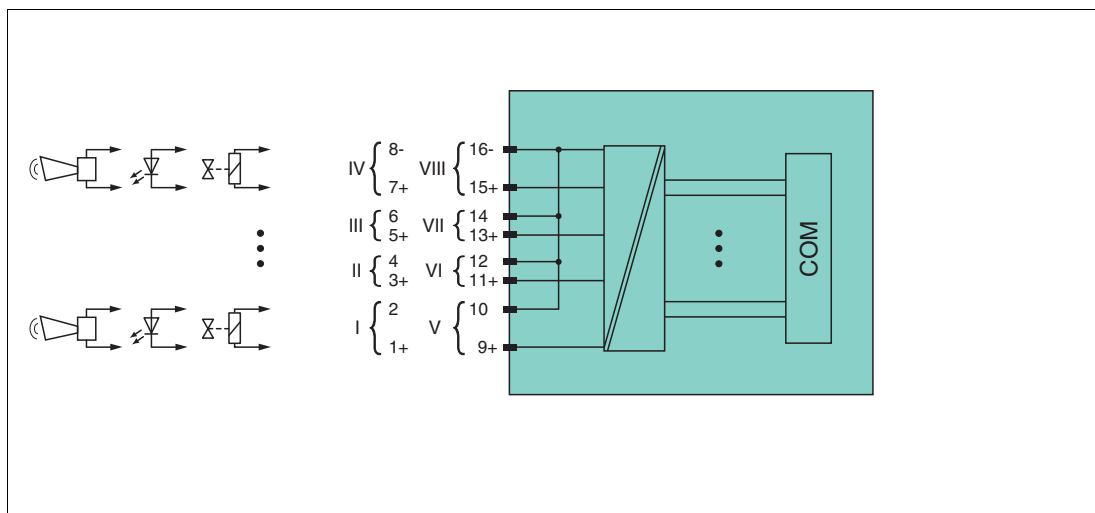 IV 8- VIII 16-
7+ 15+
III 6 VII 14
5+ 13+
II 4 VI 12
3+ 11+
I 2 V 10
1+ 9+
COM